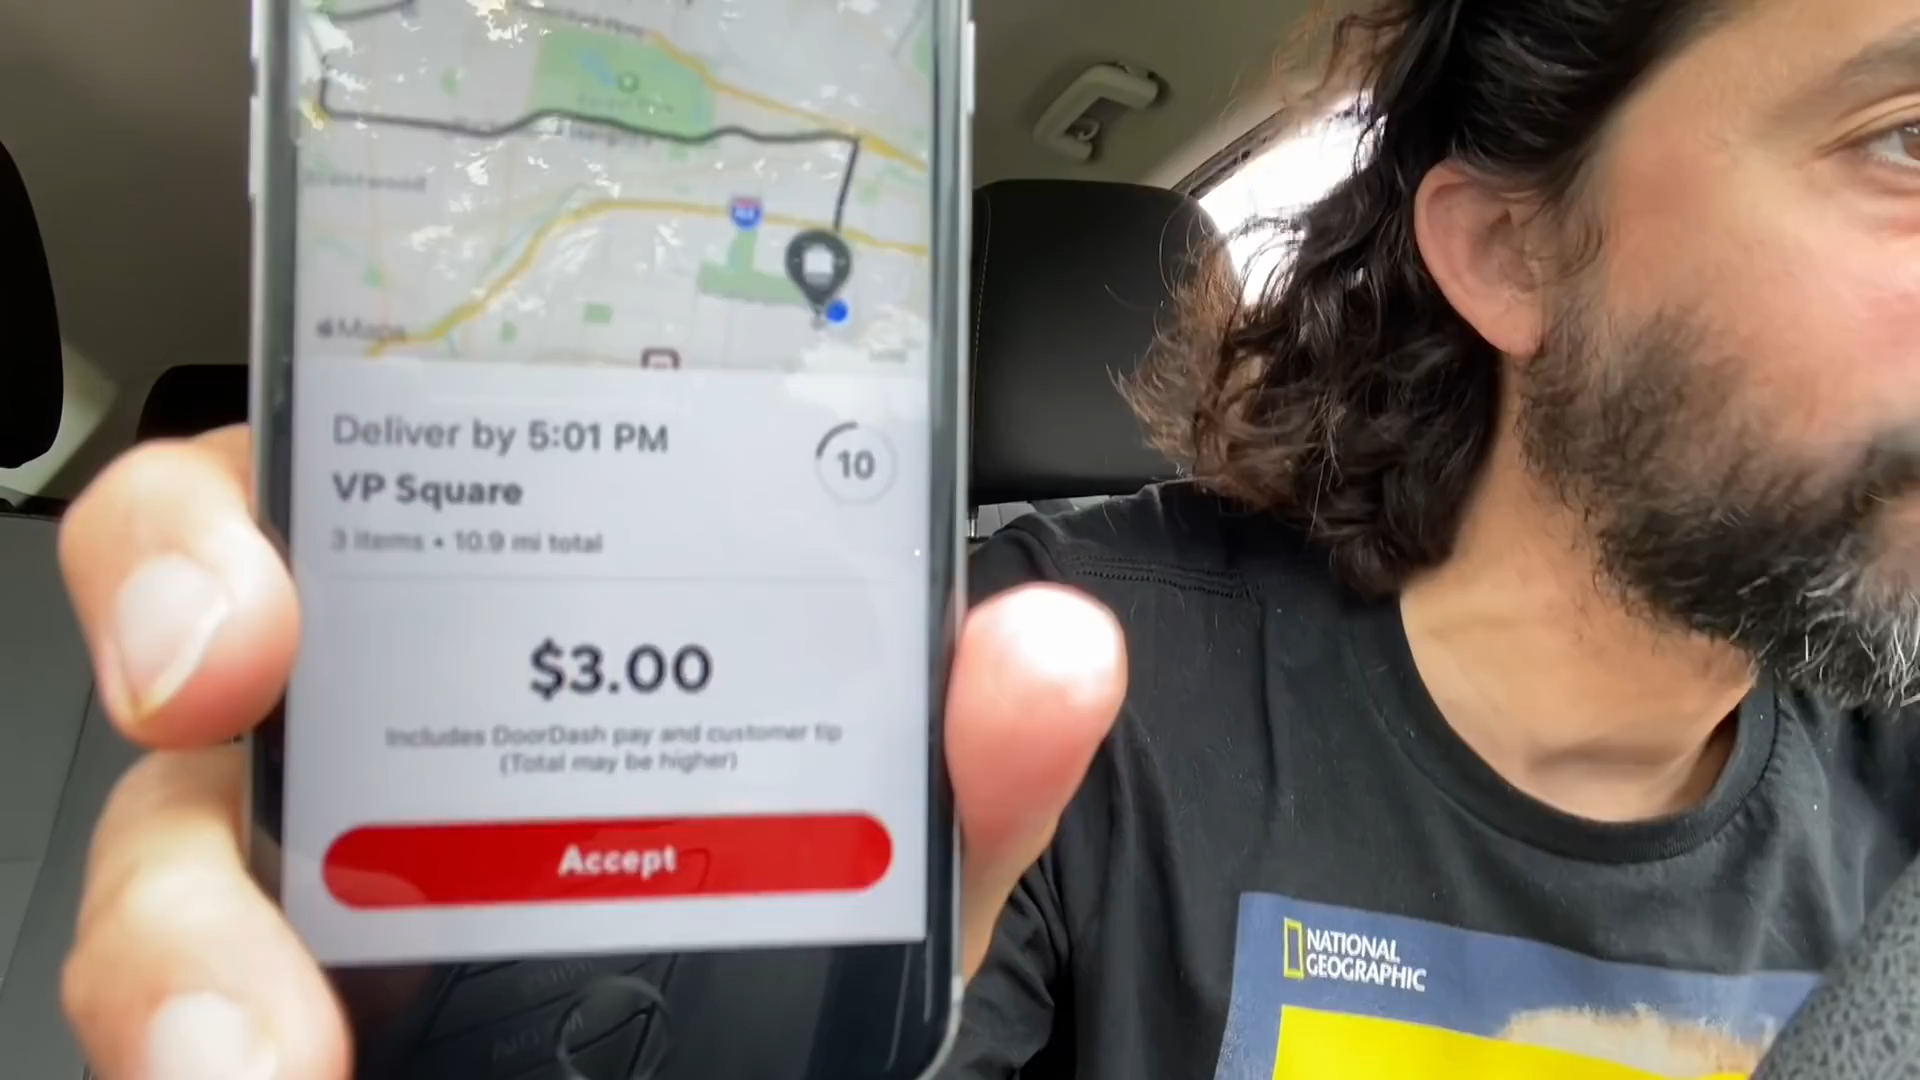 Maps
Deliver by 5:01 PM
10
VP Square
3 items • 10.9 mi total
$3.00
Includes DoorDash pay and customer tip
(Total may be higher)
Accept
NATIONAL
GEOGRAPHIC